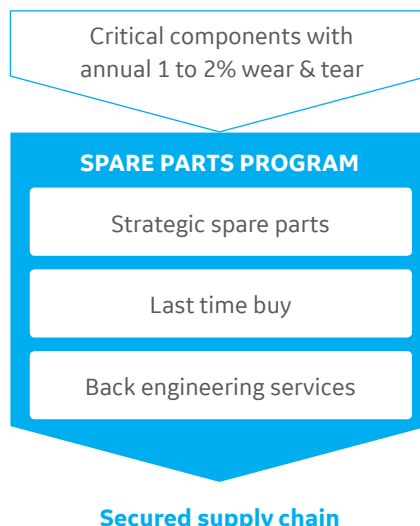 Critical components with
annual 1 to 2% wear & tear
SPARE PARTS PROGRAM
Strategic spare parts
Last time buy
Back engineering services
Secured supply chain